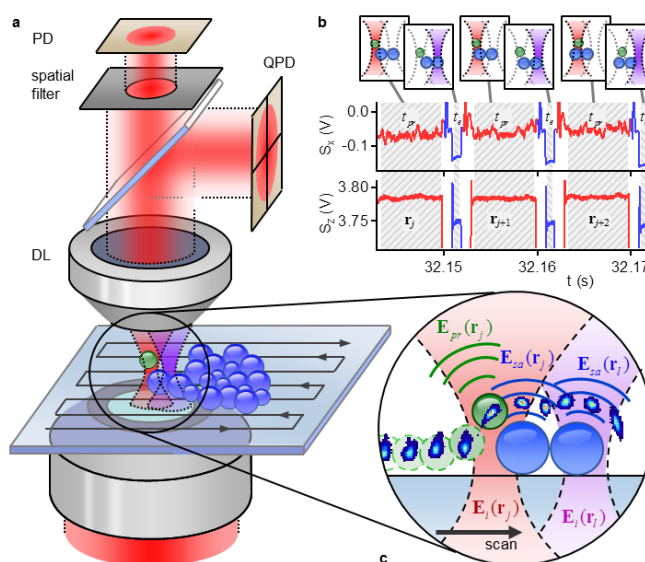 a
PD
spatial
filter
QPD
DL
b
S_x (V)
0.0
-0.1
t_pr
t_e
t_pr
t_e
t_pr
S_z (V)
3.80
3.75
r_j
r_j+1
r_j+2
32.15
32.16
32.17
t (s)
E_pr(r_j)
E_sa(r_j)
E_sa(r_l)
E_i(r_j)
E_i(r_l)
scan
c